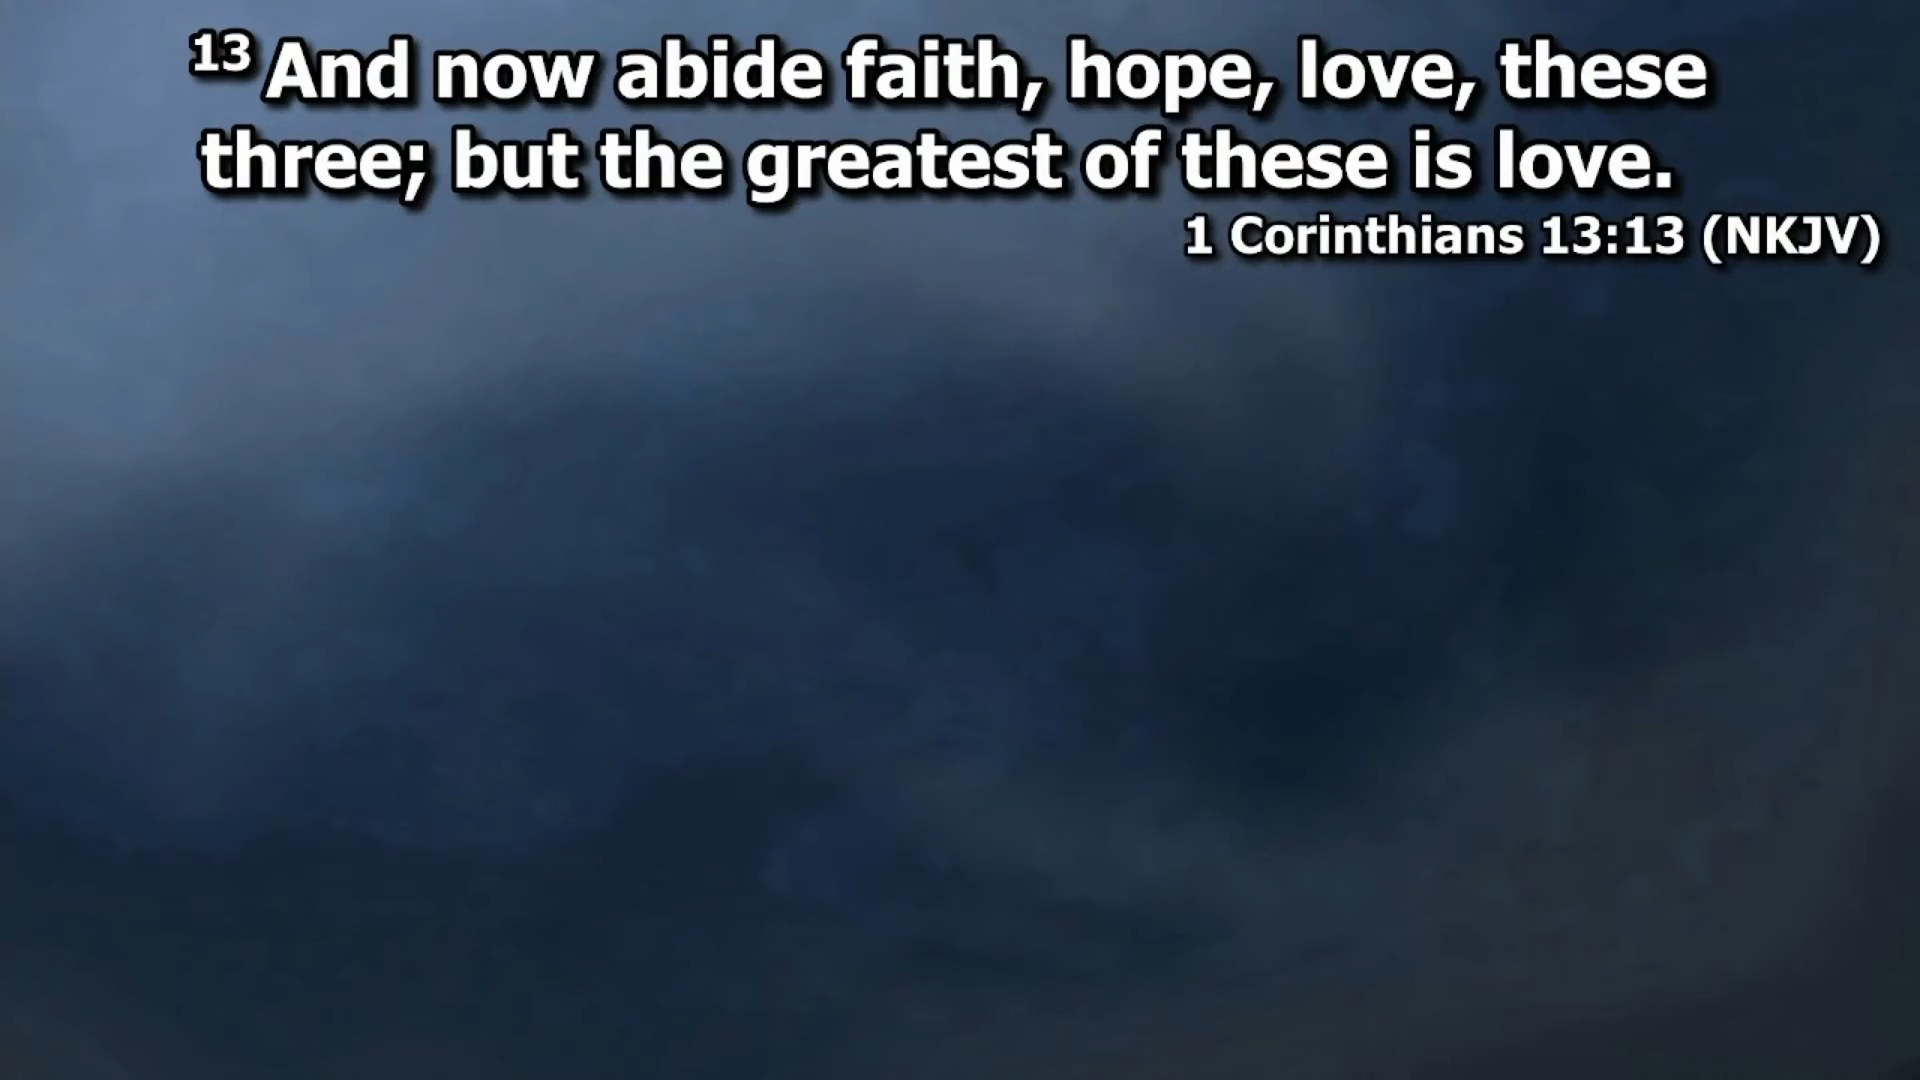 13 And now abide faith, hope, love, these
three; but the greatest of these is love.
1 Corinthians 13:13 (NKJV)